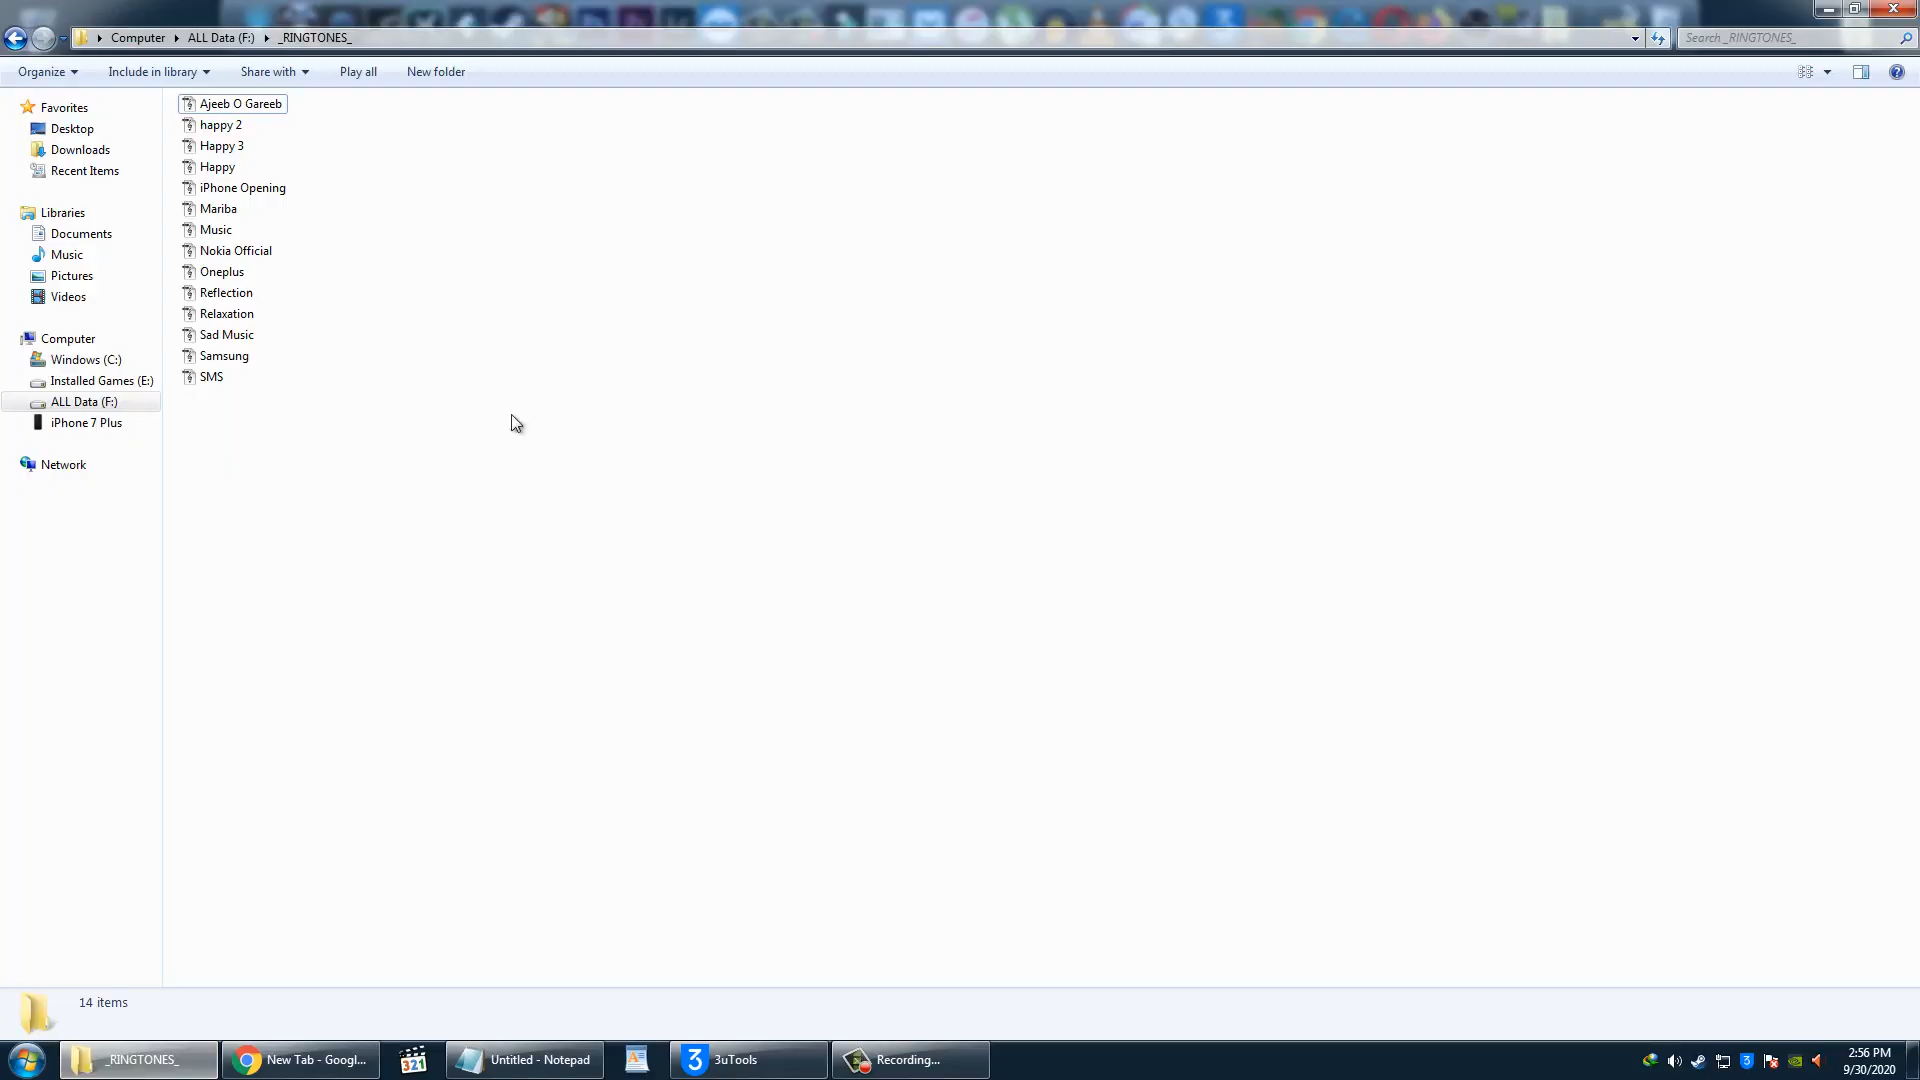 Computer ALL Data (F:) _RINGTONES_
Search _RINGTONES_
Organize Include in library Share with Play all New folder
Favorites
Desktop
Downloads
Recent Items
Libraries
Documents
Music
Pictures
Videos
Computer
Windows (C:)
Installed Games (E:)
ALL Data (F:)
iPhone 7 Plus
Network
Ajeeb O Gareeb
happy 2
Happy 3
Happy
iPhone Opening
Mariba
Music
Nokia Official
Oneplus
Reflection
Relaxation
Sad Music
Samsung
SMS
14 items
_RINGTONES_ New Tab - Googl... 321 Untitled - Notepad 3 3uTools Recording...
2:56 PM
9/30/2020